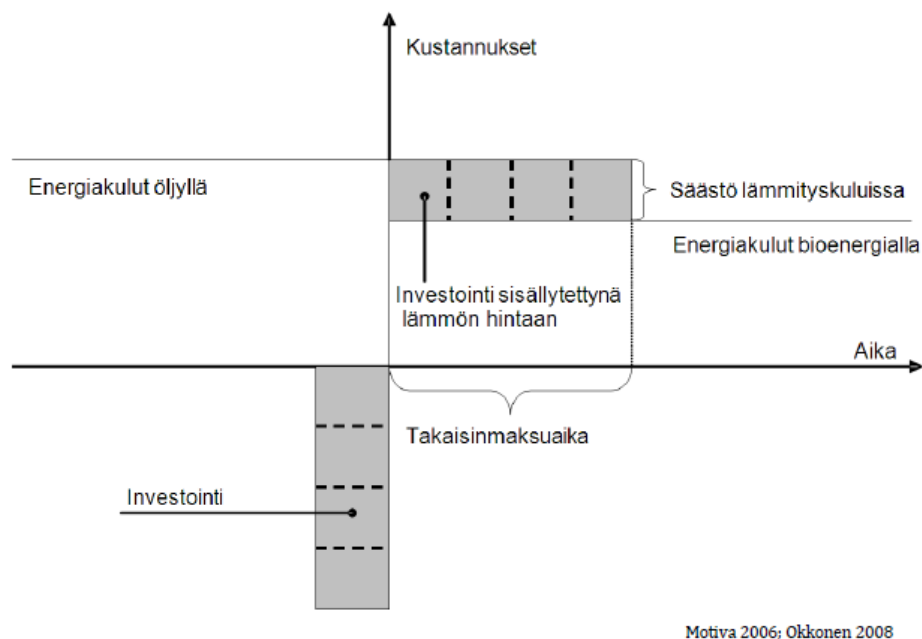 Kustannukset
Energiakulut öljyllä
Säästö lämmityskuluissa
Energiakulut bioenergialla
Investointi sisällytettynä
lämmön hintaan
Aika
Takaisinmaksuaika
Investointi
Motiva 2006; Okkonen 2008